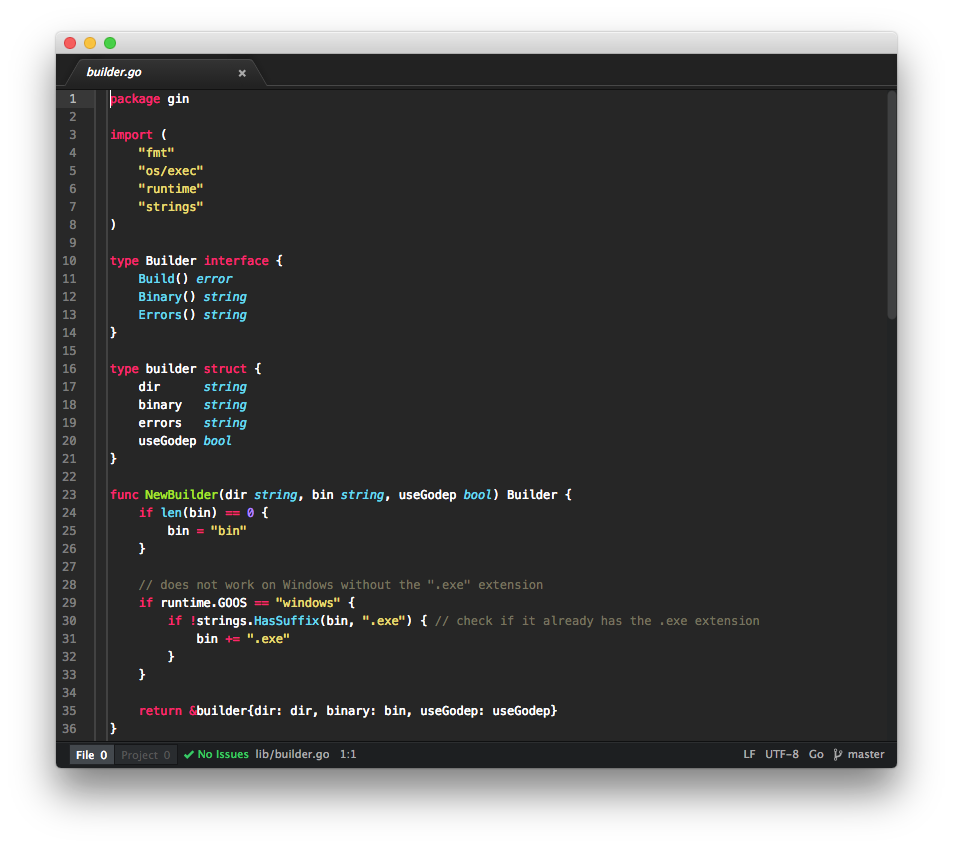 builder.go ×
1 package gin
2
3 import (
4     "fmt"
5     "os/exec"
6     "runtime"
7     "strings"
8 )
9
10 type Builder interface {
11     Build() error
12     Binary() string
13     Errors() string
14 }
15
16 type builder struct {
17     dir      string
18     binary   string
19     errors   string
20     useGodep bool
21 }
22
23 func NewBuilder(dir string, bin string, useGodep bool) Builder {
24     if len(bin) == 0 {
25         bin = "bin"
26     }
27
28     // does not work on Windows without the ".exe" extension
29     if runtime.GOOS == "windows" {
30         if !strings.HasSuffix(bin, ".exe") { // check if it already has the .exe extension
31             bin += ".exe"
32         }
33     }
34
35     return &builder{dir: dir, binary: bin, useGodep: useGodep}
36 }
File 0 Project 0 No Issues lib/builder.go 1:1 LF UTF-8 Go master